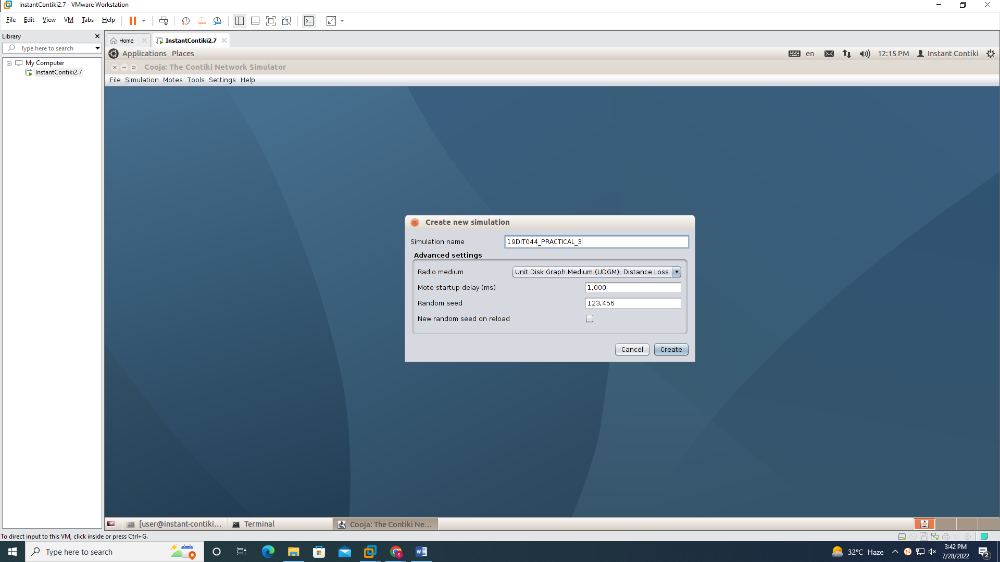 InstantContiki2.7 - VMware Workstation
File Edit View VM Tabs Help
Library
Type here to search
My Computer
InstantContiki2.7
Home
InstantContiki2.7
Applications Places
en
12:15 PM
Instant Contiki
Cooja: The Contiki Network Simulator
File Simulation Motes Tools Settings Help
Create new simulation
Simulation name
19DIT044_PRACTICAL_3
Advanced settings
Radio medium
Unit Disk Graph Medium (UDGM): Distance Loss
Mote startup delay (ms)
1,000
Random seed
123,456
New random seed on reload
Cancel
Create
[user@instant-contiki...
Terminal
Cooja: The Contiki Ne...
To direct input to this VM, click inside or press Ctrl+G.
Type here to search
32°C Haze
3:42 PM
7/28/2022
2